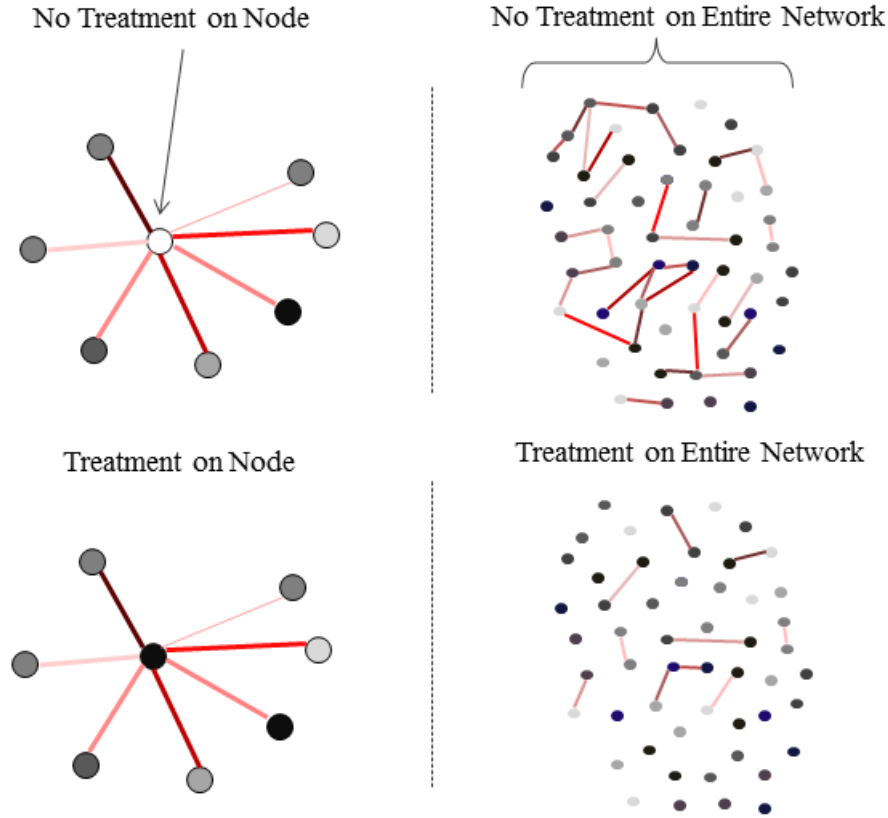 No Treatment on Node
No Treatment on Entire Network
Treatment on Node
Treatment on Entire Network